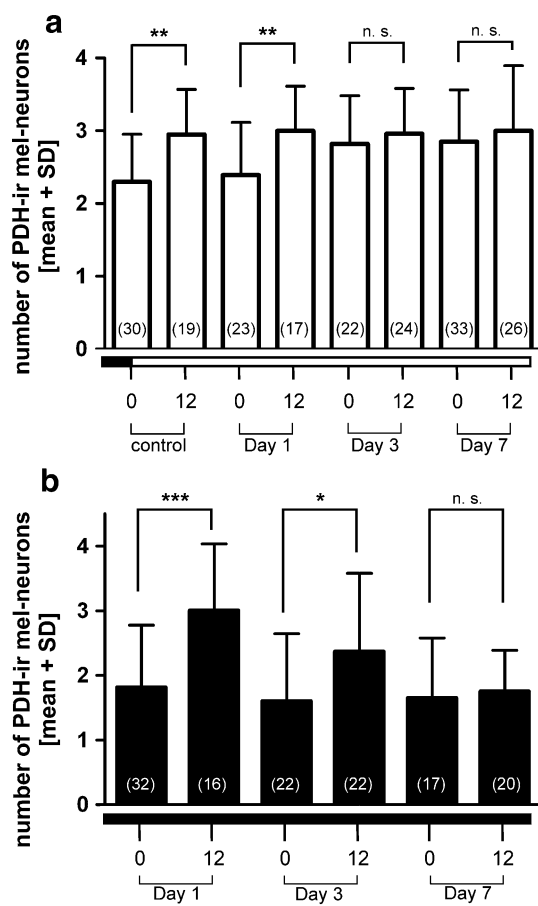 a
number of PDH-ir mel-neurons
[mean + SD]
** ** n. s. n. s.
4
3
2
1
0
(30) (19) (23) (17) (22) (24) (33) (26)
0 12 0 12 0 12 0 12
control Day 1 Day 3 Day 7
b
number of PDH-ir mel-neurons
[mean + SD]
*** * n. s.
4
3
2
1
0
(32) (16) (22) (22) (17) (20)
0 12 0 12 0 12
Day 1 Day 3 Day 7